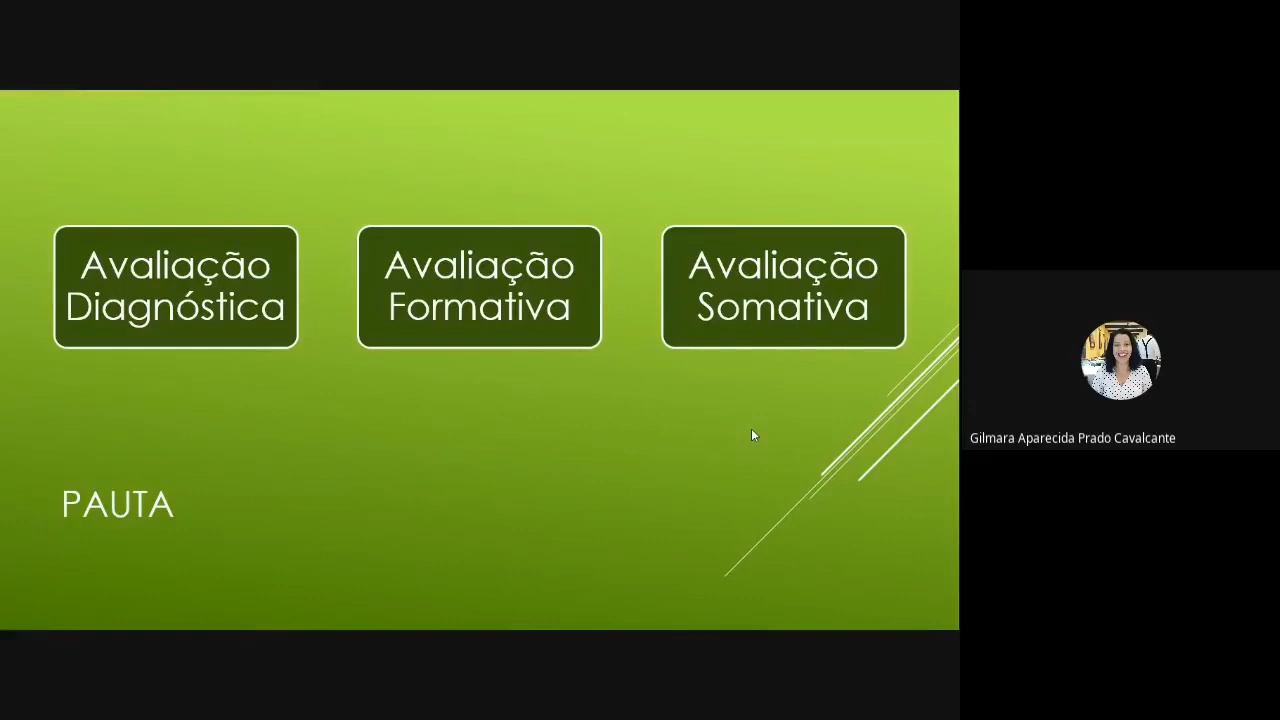 Avaliação
Diagnóstica
Avaliação
Formativa
Avaliação
Somativa
PAUTA
Gilmara Aparecida Prado Cavalcante